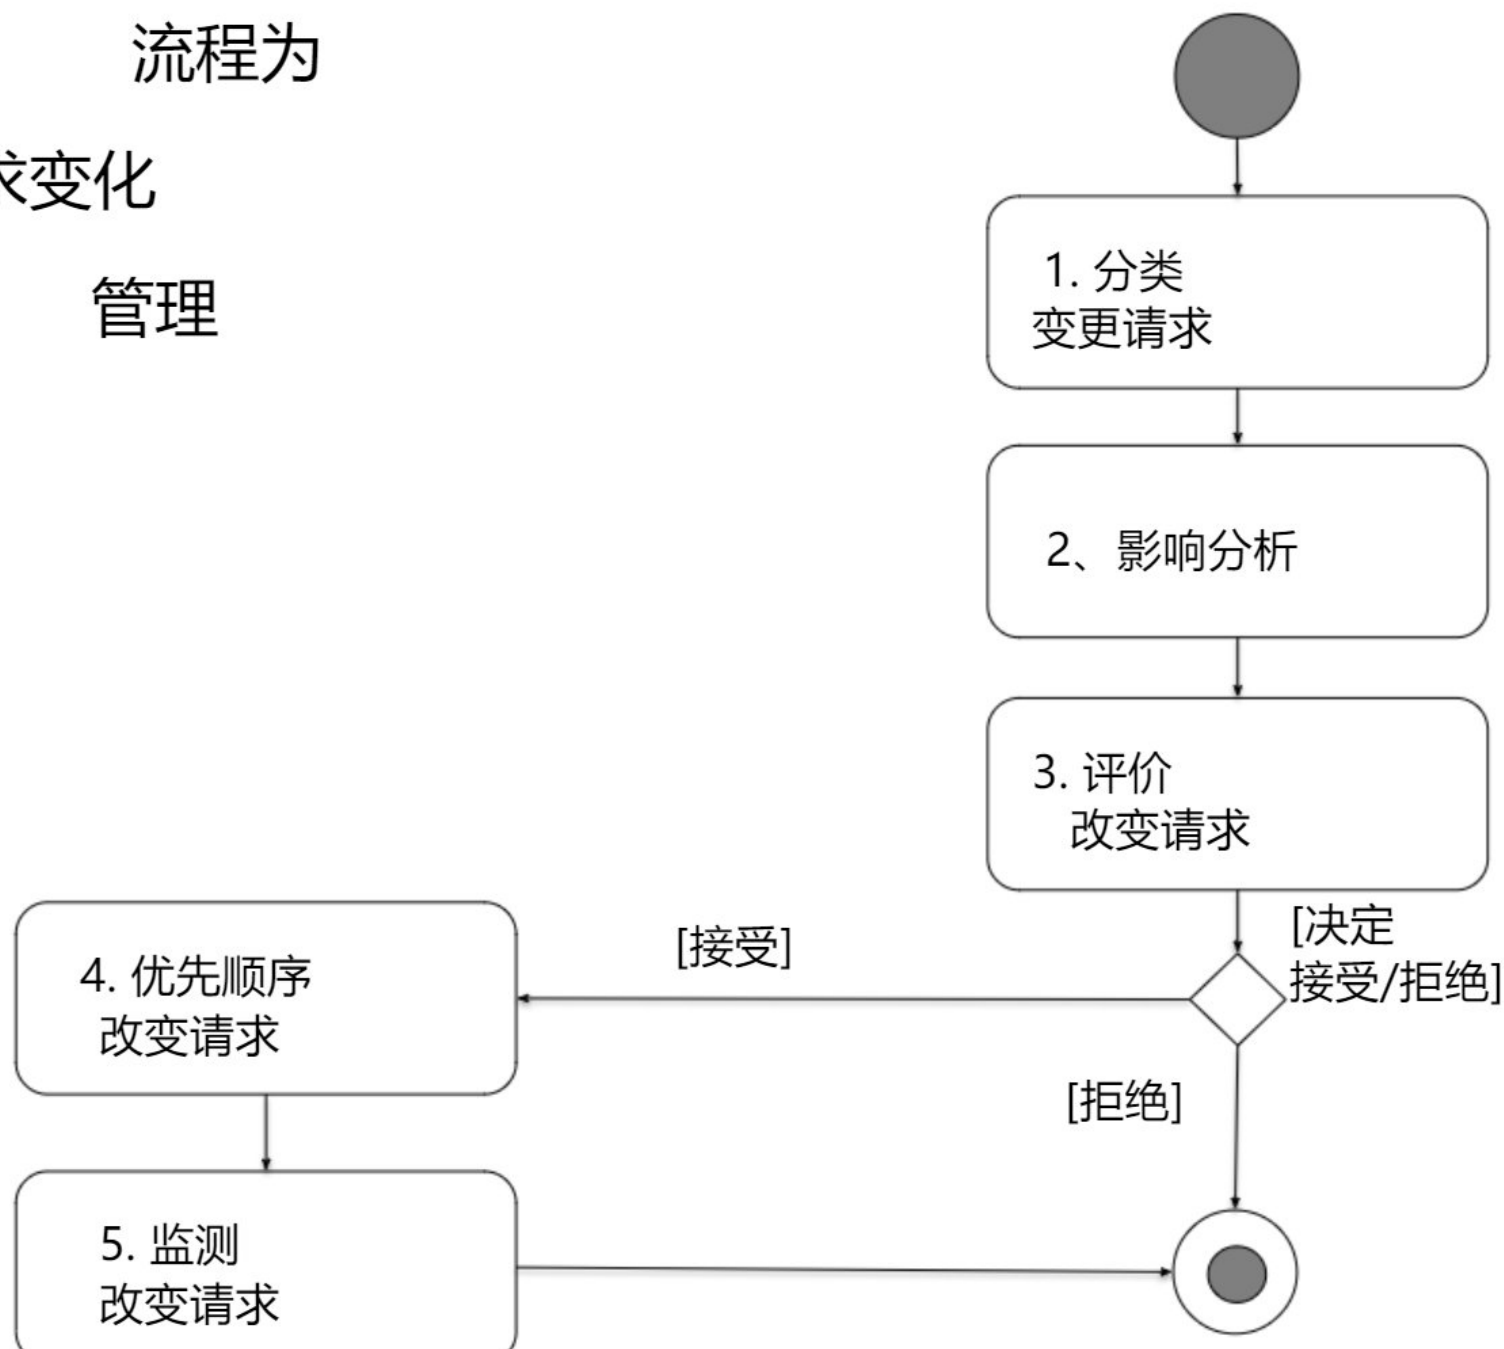 流程为
求变化
管理
1. 分类
变更请求
2、影响分析
3. 评价
改变请求
[决定
接受/拒绝]
[接受]
4. 优先顺序
改变请求
[拒绝]
5. 监测
改变请求